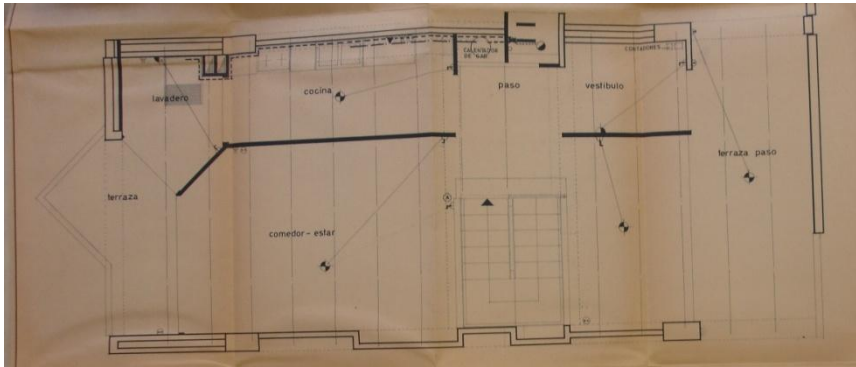 CALENTADOR
DE "GAS"
CONTADORES
lavadero
cocina
paso
vestibulo
terraza paso
terraza
comedor - estar